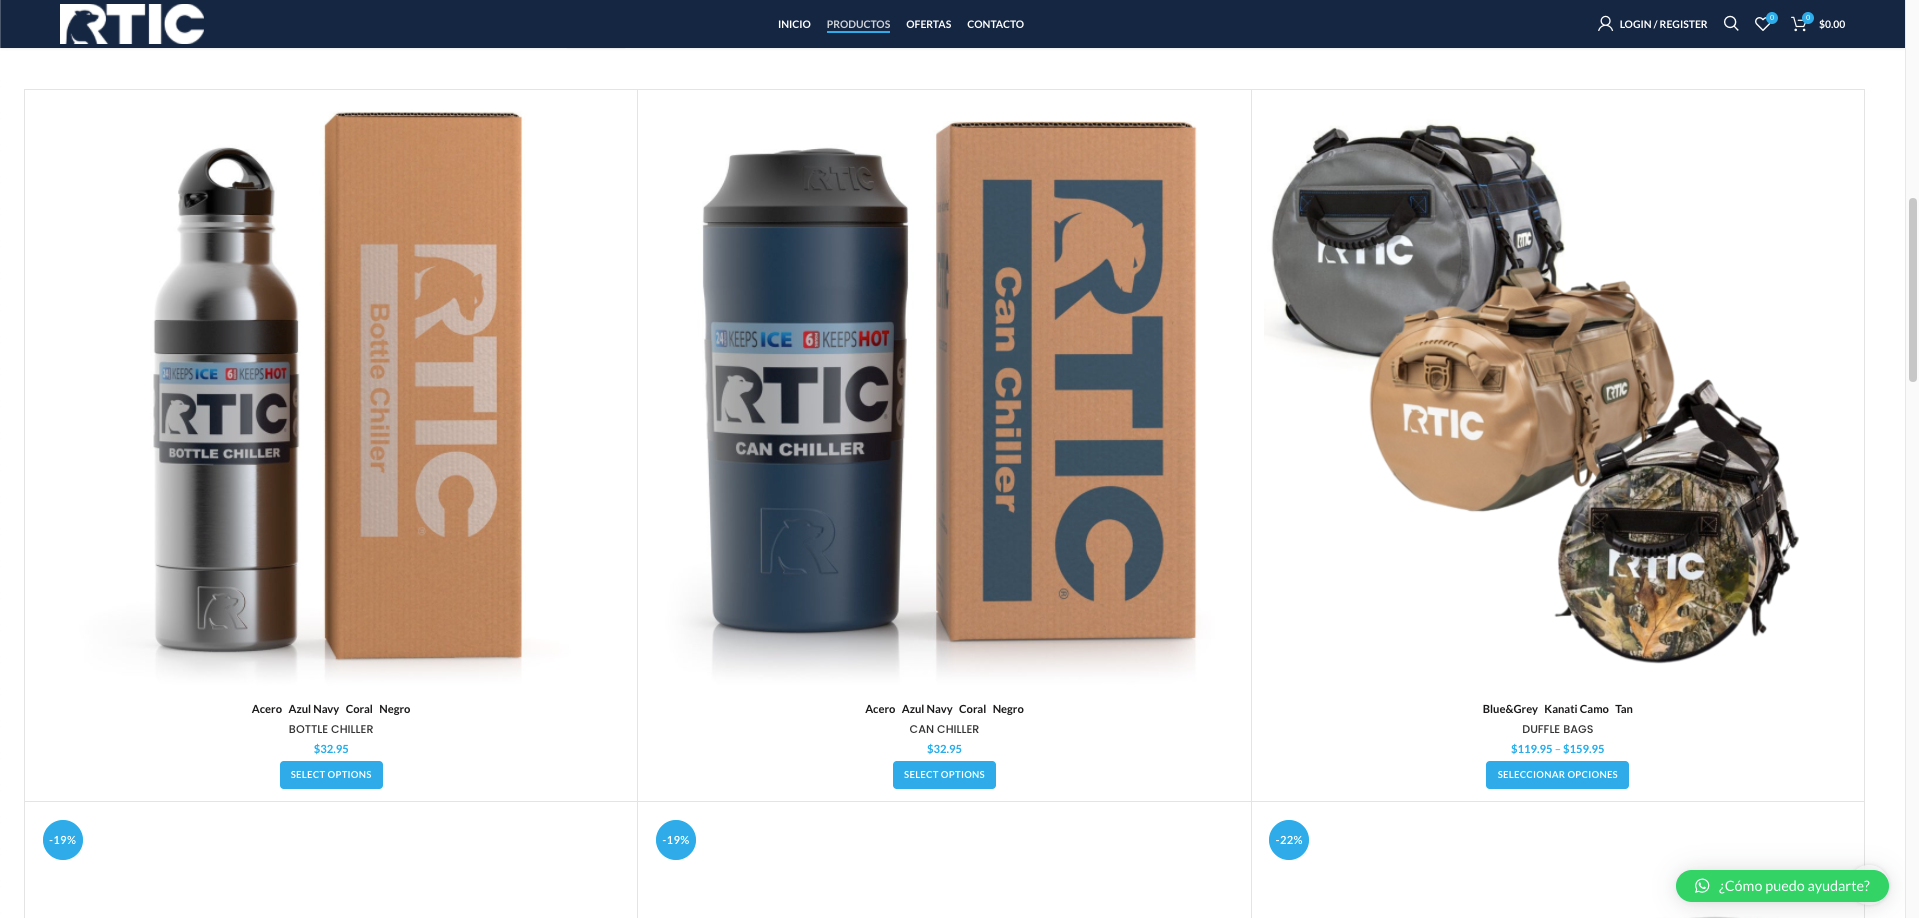 RTIC
INICIO PRODUCTOS OFERTAS CONTACTO
LOGIN / REGISTER 0 0 $0.00
24 KEEPS ICE 6 KEEPS HOT
RTIC
BOTTLE CHILLER
RTIC
Bottle Chiller
RTIC
24 KEEPS ICE 6 KEEPS HOT
RTIC
CAN CHILLER
RTIC®
Can Chiller
RTIC
RTIC
RTIC
RTIC
RTIC
Acero Azul Navy Coral Negro
BOTTLE CHILLER
$32.95
SELECT OPTIONS
Acero Azul Navy Coral Negro
CAN CHILLER
$32.95
SELECT OPTIONS
Blue&Grey Kanati Camo Tan
DUFFLE BAGS
$119.95 – $159.95
SELECCIONAR OPCIONES
-19%
-19%
-22%
¿Cómo puedo ayudarte?